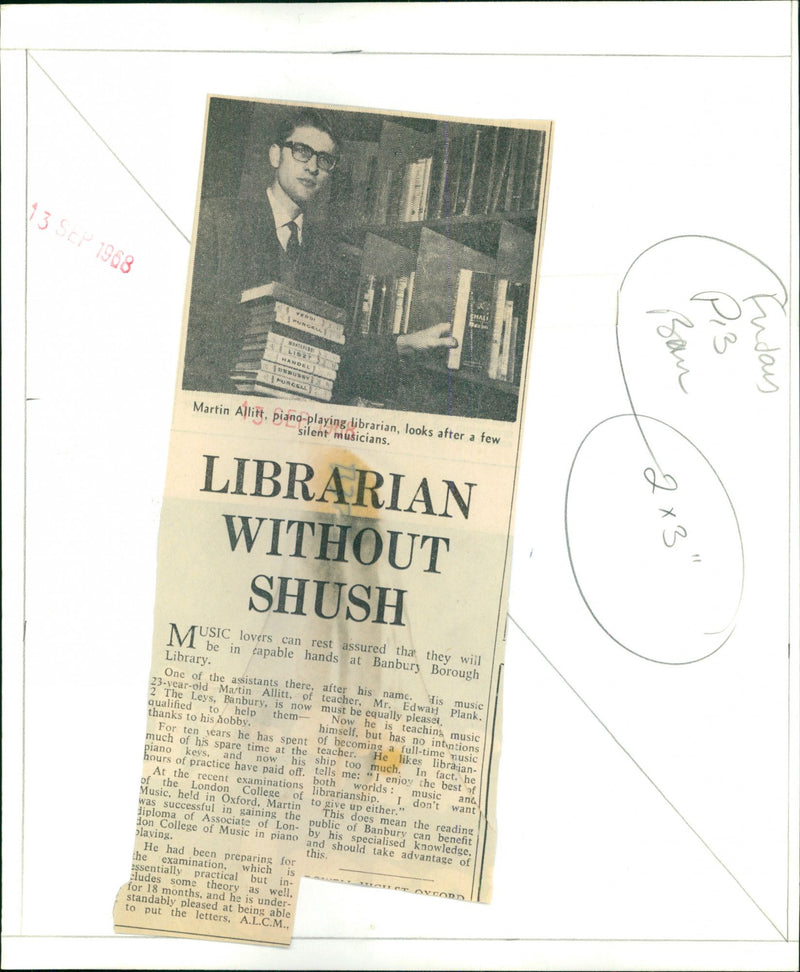 13 SEP 1968
VERDI
PURCELL
MONTEVERDI
LISZT
HANDEL
DEBUSSY
PURCELL
Martin Allitt, piano-playing librarian, looks after a few
silent musicians.
13 SEP 1968
LIBRARIAN
WITHOUT
SHUSH
MUSIC lovers can rest assured that they will
be in capable hands at Banbury Borough
Library.
One of the assistants there,
23-year-old Martin Allitt, of
2 The Leys, Banbury, is now
qualified to help them—
thanks to his hobby.
For ten years he has spent
much of his spare time at the
piano keys, and now his
hours of practice have paid off.
At the recent examinations
of the London College of
Music, held in Oxford, Martin
was successful in gaining the
diploma of Associate of Lon-
don College of Music in piano
playing.
He had been preparing for
the examination, which is
essentially practical but in-
cludes some theory as well,
for 18 months, and he is under-
standably pleased at being able
to put the letters, A.L.C.M.,
after his name. His music
teacher, Mr. Edward Plank,
must be equally pleased.
Now he is teaching music
himself, but has no intentions
of becoming a full-time music
teacher. He likes librarian-
ship too much. In fact, he
tells me: "I enjoy the best of
both worlds: music and
librarianship. I don't want
to give up either."
This does mean the reading
public of Banbury can benefit
by his specialised knowledge,
and should take advantage of
this.
HIGH ST OXFORD
P13
Ban
2 x 3"